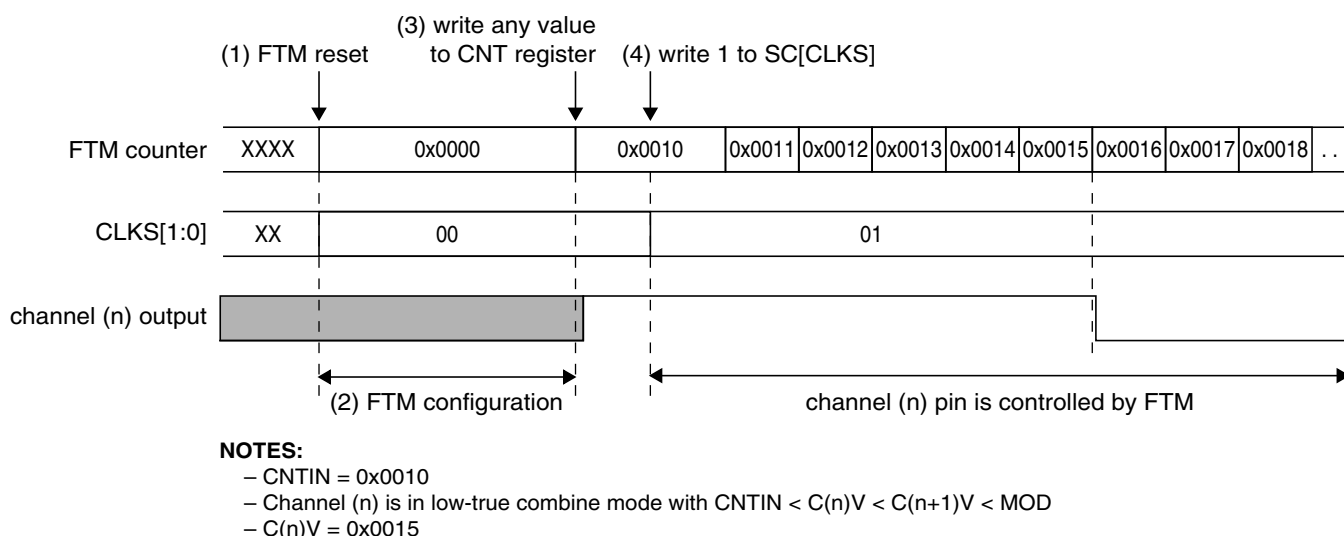 (3) write any value
(1) FTM reset to CNT register (4) write 1 to SC[CLKS]
FTM counter XXXX 0x0000 0x0010 0x0011 0x0012 0x0013 0x0014 0x0015 0x0016 0x0017 0x0018 . .
CLKS[1:0] XX 00 01
channel (n) output
(2) FTM configuration channel (n) pin is controlled by FTM
NOTES:
– CNTIN = 0x0010
– Channel (n) is in low-true combine mode with CNTIN < C(n)V < C(n+1)V < MOD
– C(n)V = 0x0015